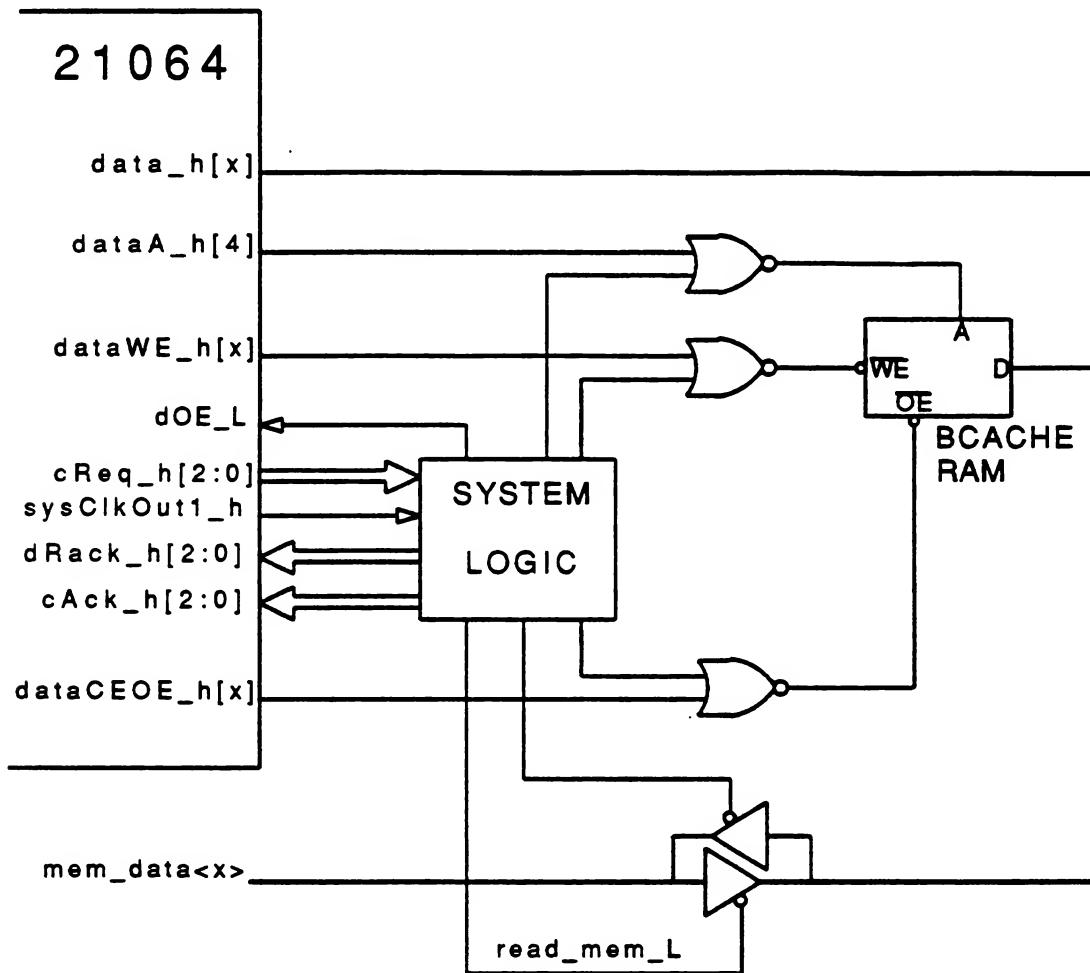 21064
data_h[x]
dataA_h[4]
dataWE_h[x]
dOE_L
cReq_h[2:0]
sysClkOut1_h
dRack_h[2:0]
cAck_h[2:0]
dataCEOE_h[x]
SYSTEM
LOGIC
A
WE
D
OE
BCACHE
RAM
mem_data<x>
read_mem_L